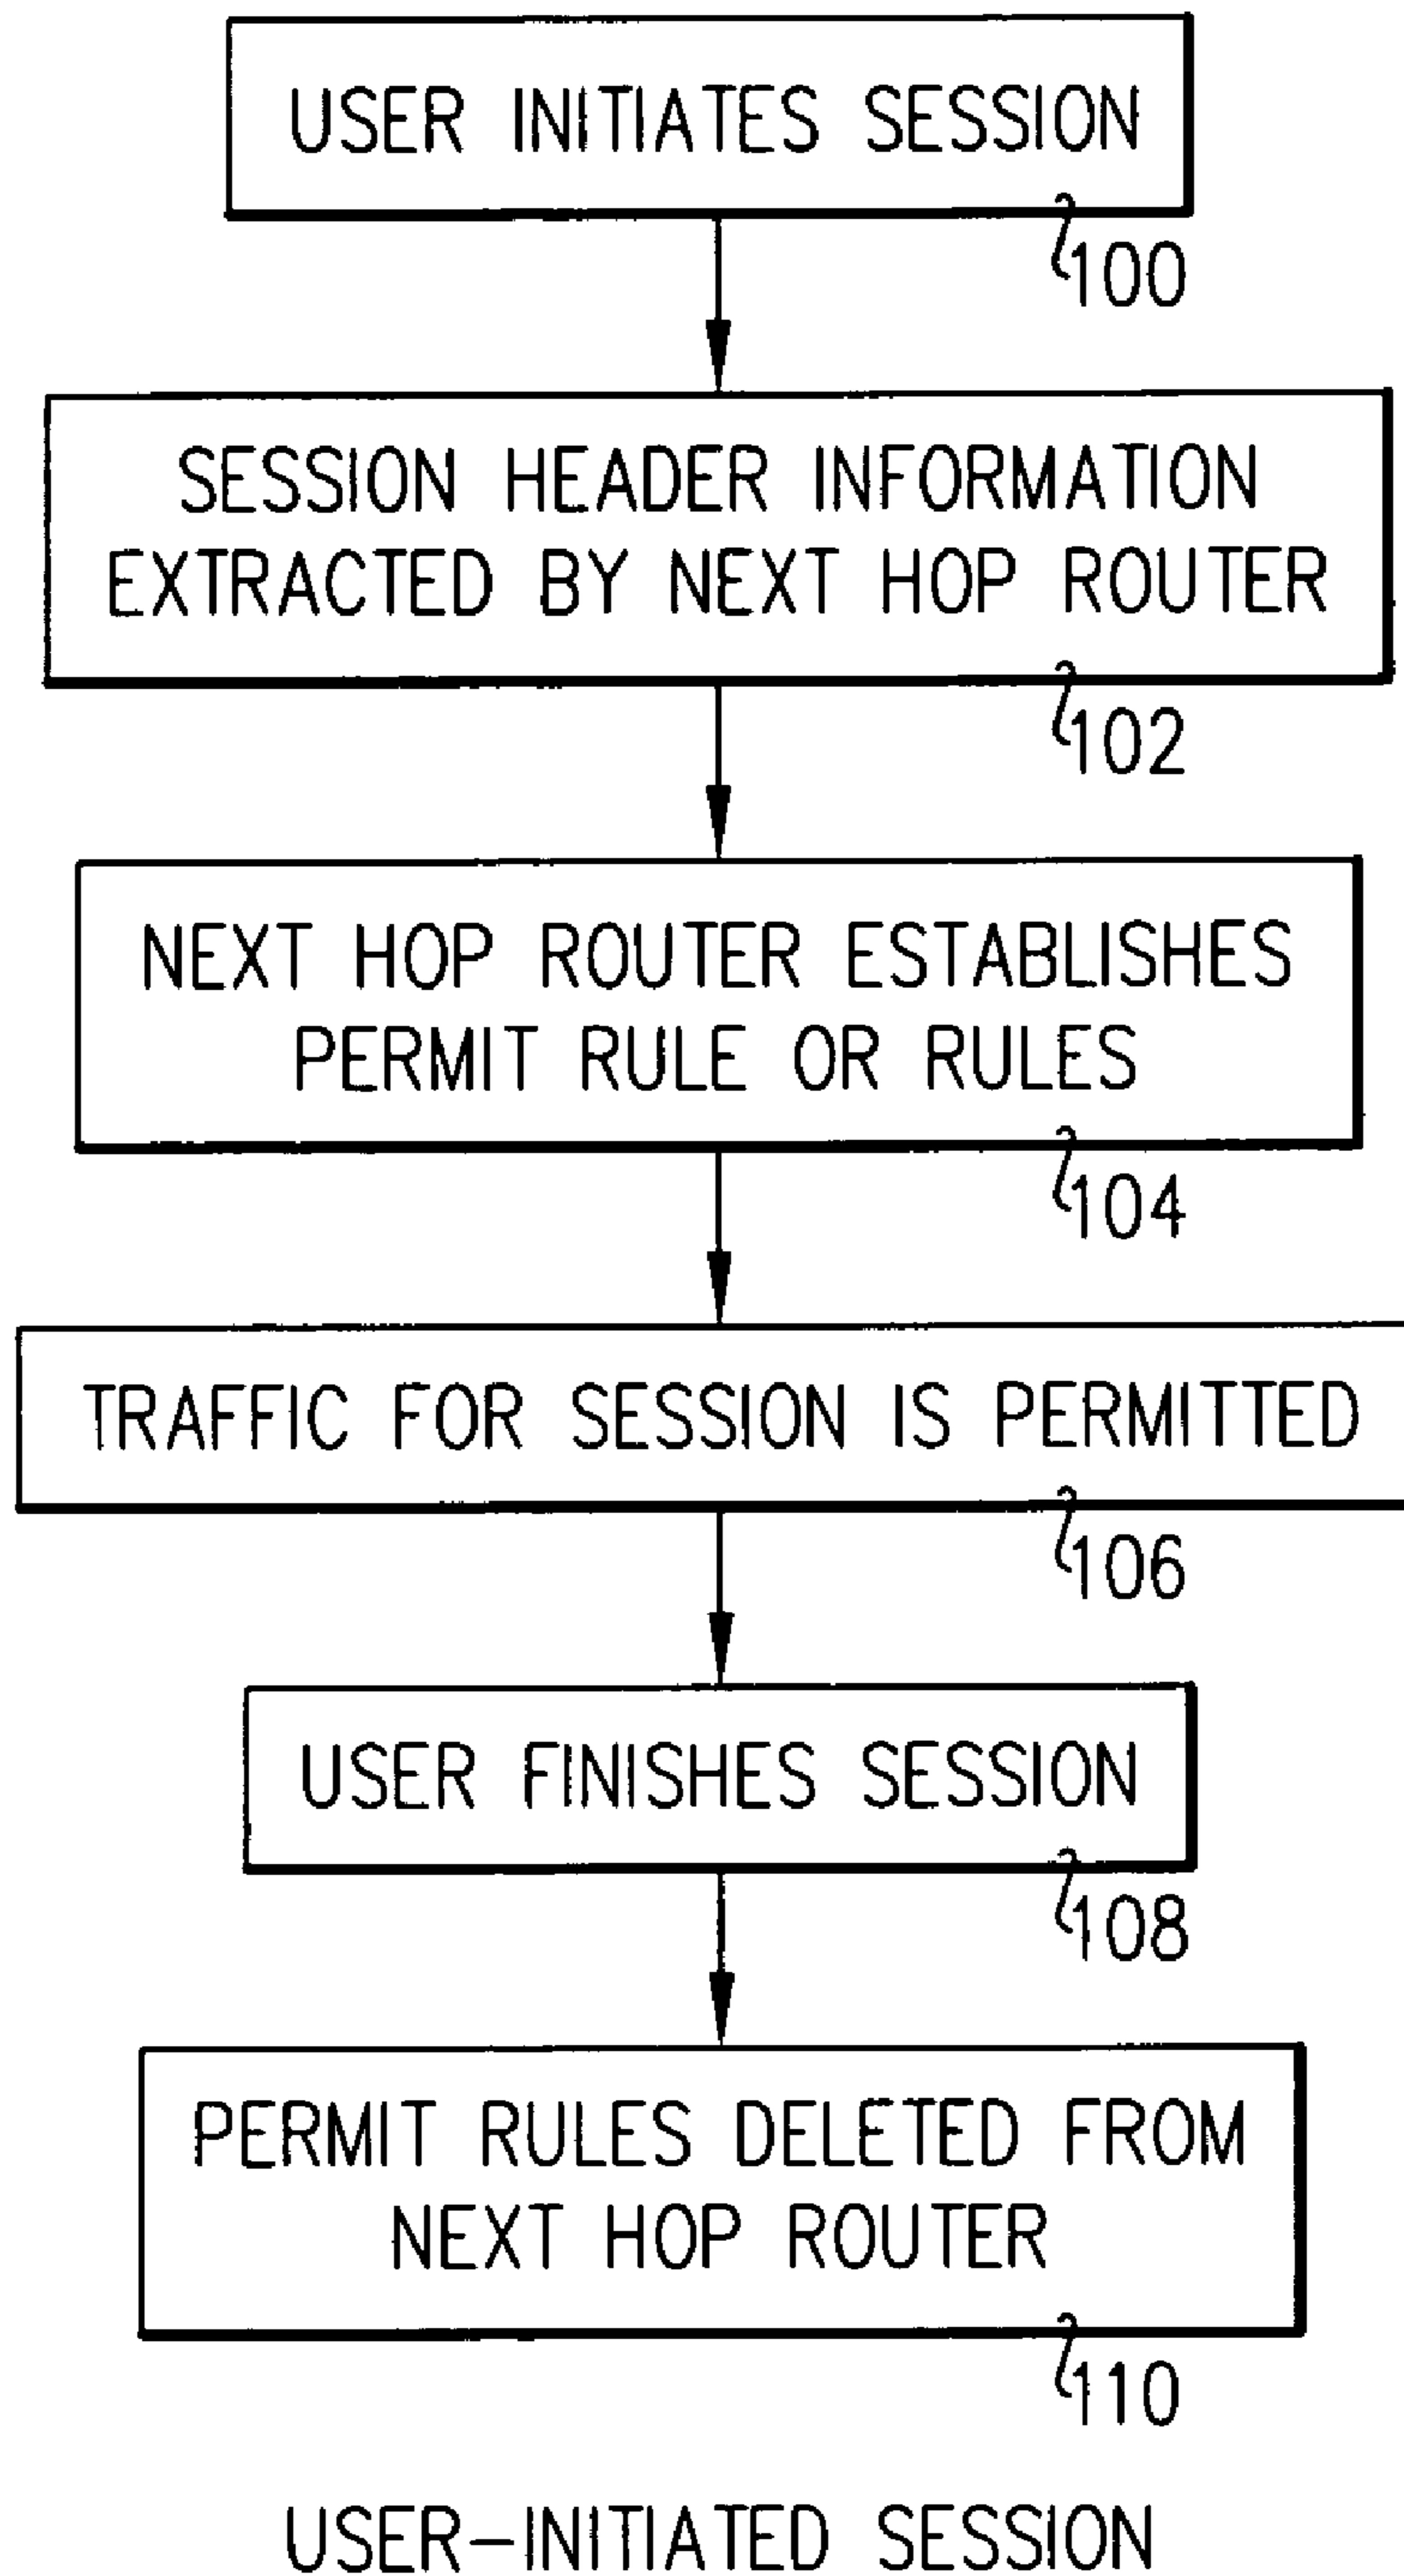 USER INITIATES SESSION
100
SESSION HEADER INFORMATION
EXTRACTED BY NEXT HOP ROUTER
102
NEXT HOP ROUTER ESTABLISHES
PERMIT RULE OR RULES
104
TRAFFIC FOR SESSION IS PERMITTED
106
USER FINISHES SESSION
108
PERMIT RULES DELETED FROM
NEXT HOP ROUTER
110
USER-INITIATED SESSION